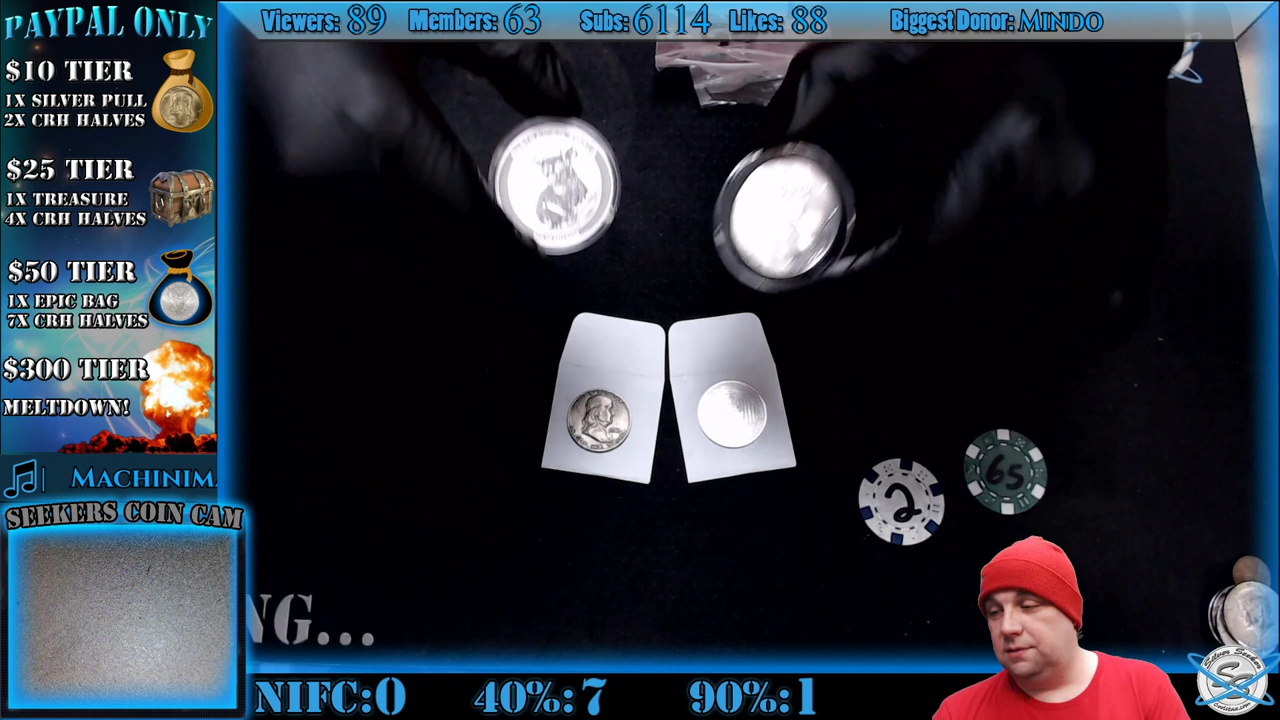 Viewers: 89 Members: 63 Subs: 6114 Likes: 88 Biggest Donor: Mindo
PAYPAL ONLY
$10 TIER
1X SILVER PULL
2X CRH HALVES
$25 TIER
1X TREASURE
4X CRH HALVES
$50 TIER
1X EPIC BAG
7X CRH HALVES
$300 TIER
MELTDOWN!
MACHINIM
SEEKERS COIN CAM
2
65
NG...
NIFC:0 40%:7 90%:1
Silver Seeker